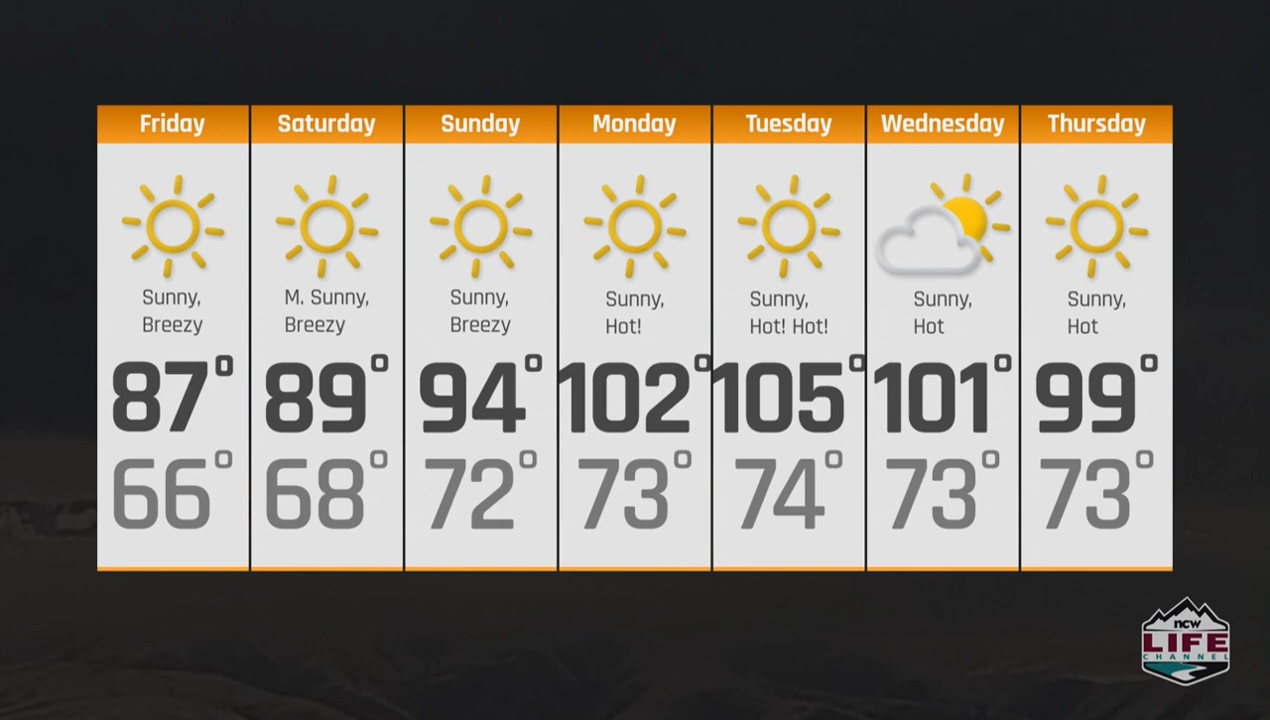 Friday
Sunny,
Breezy
87°
66°
Saturday
M. Sunny,
Breezy
89°
68°
Sunday
Sunny,
Breezy
94°
72°
Monday
Sunny,
Hot!
102°
73°
Tuesday
Sunny,
Hot! Hot!
105°
74°
Wednesday
Sunny,
Hot
101°
73°
Thursday
Sunny,
Hot
99°
73°
ncw
LIFE
CHANNEL